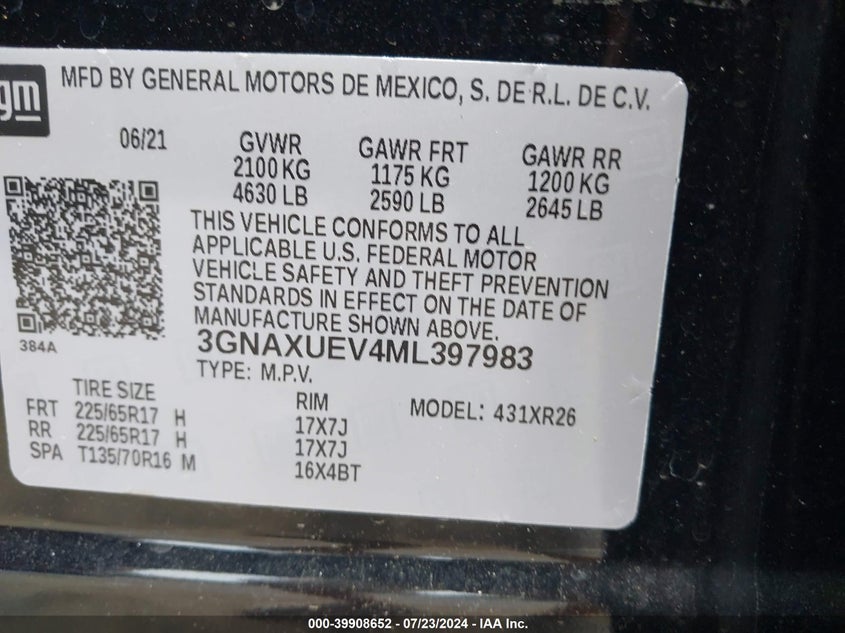 gm
MFD BY GENERAL MOTORS DE MEXICO, S. DE R.L. DE C.V.
06/21 GVWR GAWR FRT GAWR RR
2100 KG 1175 KG 1200 KG
4630 LB 2590 LB 2645 LB
THIS VEHICLE CONFORMS TO ALL
APPLICABLE U.S. FEDERAL MOTOR
VEHICLE SAFETY AND THEFT PREVENTION
STANDARDS IN EFFECT ON THE DATE OF
MANUFACTURE SHOWN ABOVE.
384A
3GNAXUEV4ML397983
TYPE: M.P.V.
TIRE SIZE RIM MODEL: 431XR26
FRT 225/65R17 H 17X7J
RR 225/65R17 H 17X7J
SPA T135/70R16 M 16X4BT
000-39908652 - 07/23/2024 - IAA Inc.